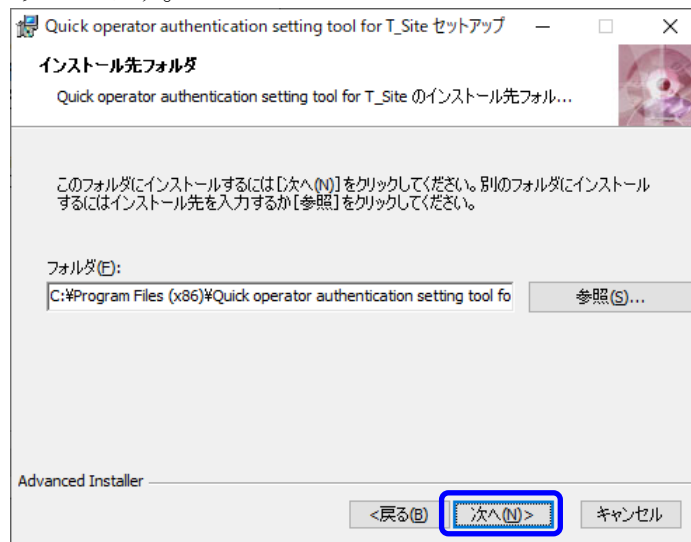 Quick operator authentication setting tool for T_Site セットアップ
インストール先フォルダ
Quick operator authentication setting tool for T_Site のインストール先フォル...
このフォルダにインストールするには [次へ(N)] をクリックしてください。別のフォルダにインストール
するにはインストール先を入力するか [参照] をクリックしてください。
フォルダ(F):
C:¥Program Files (x86)¥Quick operator authentication setting tool fo
参照(S)...
Advanced Installer
<戻る(B)
次へ(N)>
キャンセル